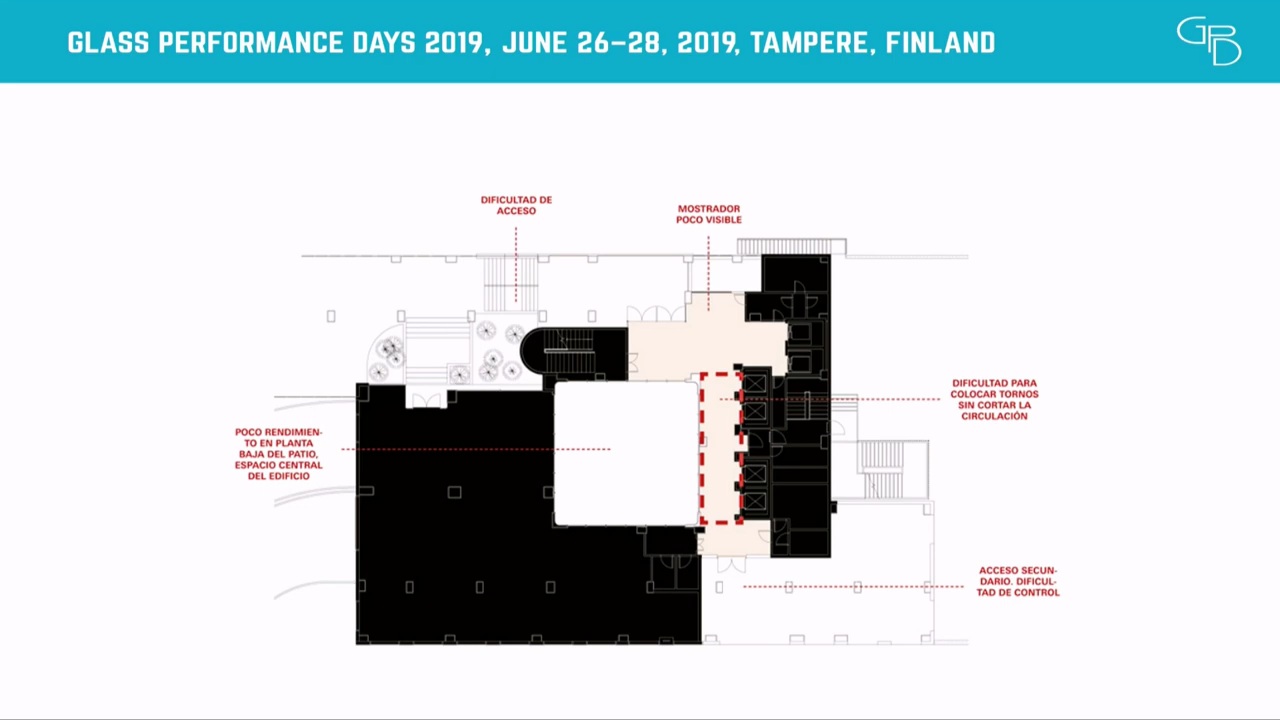 GLASS PERFORMANCE DAYS 2019, JUNE 26–28, 2019, TAMPERE, FINLAND
GPD
DIFICULTAD DE
ACCESO
MOSTRADOR
POCO VISIBLE
DIFICULTAD PARA
COLOCAR TORNOS
SIN CORTAR LA
CIRCULACIÓN
POCO RENDIMIEN-
TO EN PLANTA
BAJA DEL PATIO,
ESPACIO CENTRAL
DEL EDIFICIO
ACCESO SECUN-
DARIO. DIFICUL-
TAD DE CONTROL